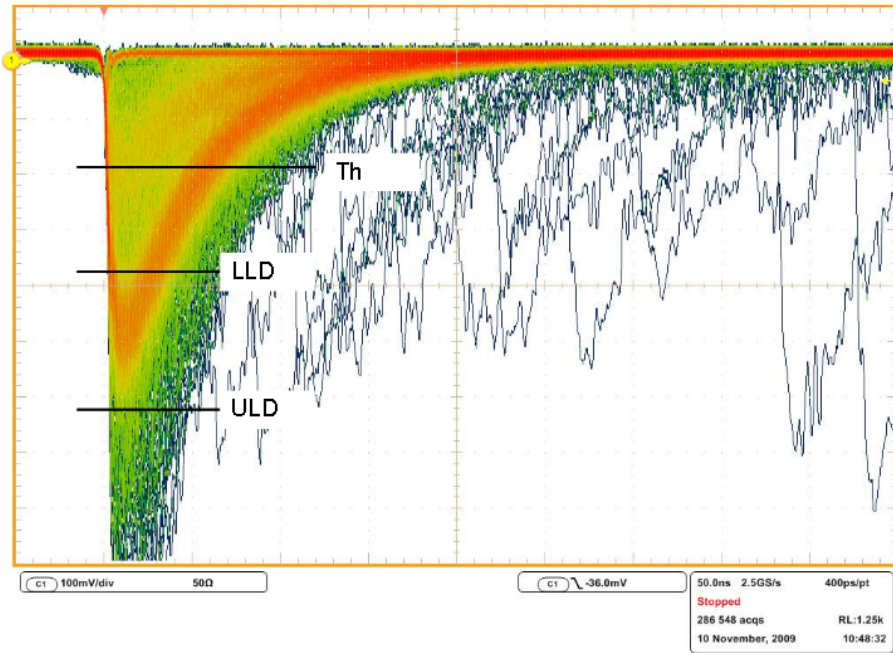 1
Th
LLD
ULD
C1 100mV/div 50Ω
C1 -36.0mV
50.0ns 2.5GS/s 400ps/pt
Stopped
286 548 acqs RL:1.25k
10 November, 2009 10:48:32